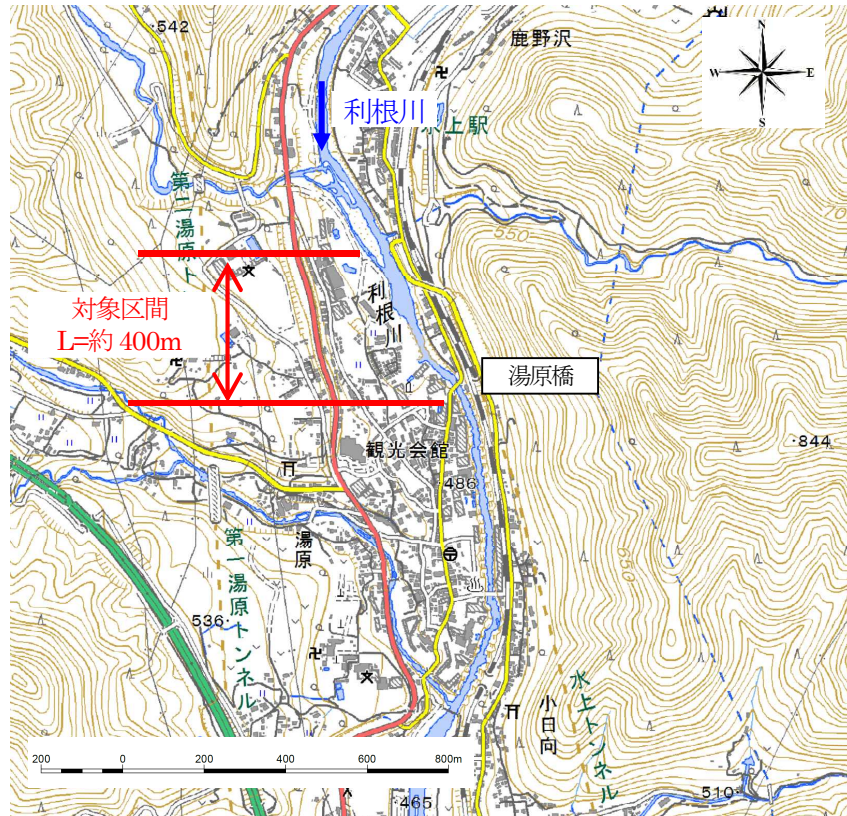 542
鹿野沢
N
W
E
S
利根川
水上駅
第二湯原ト
550
対象区間
L=約 400m
利根川
湯原橋
844
観光会館
486
湯原
第一湯原トンネル
650
536
小日向
水上トンネル
200
0
200
400
600
800m
465
510